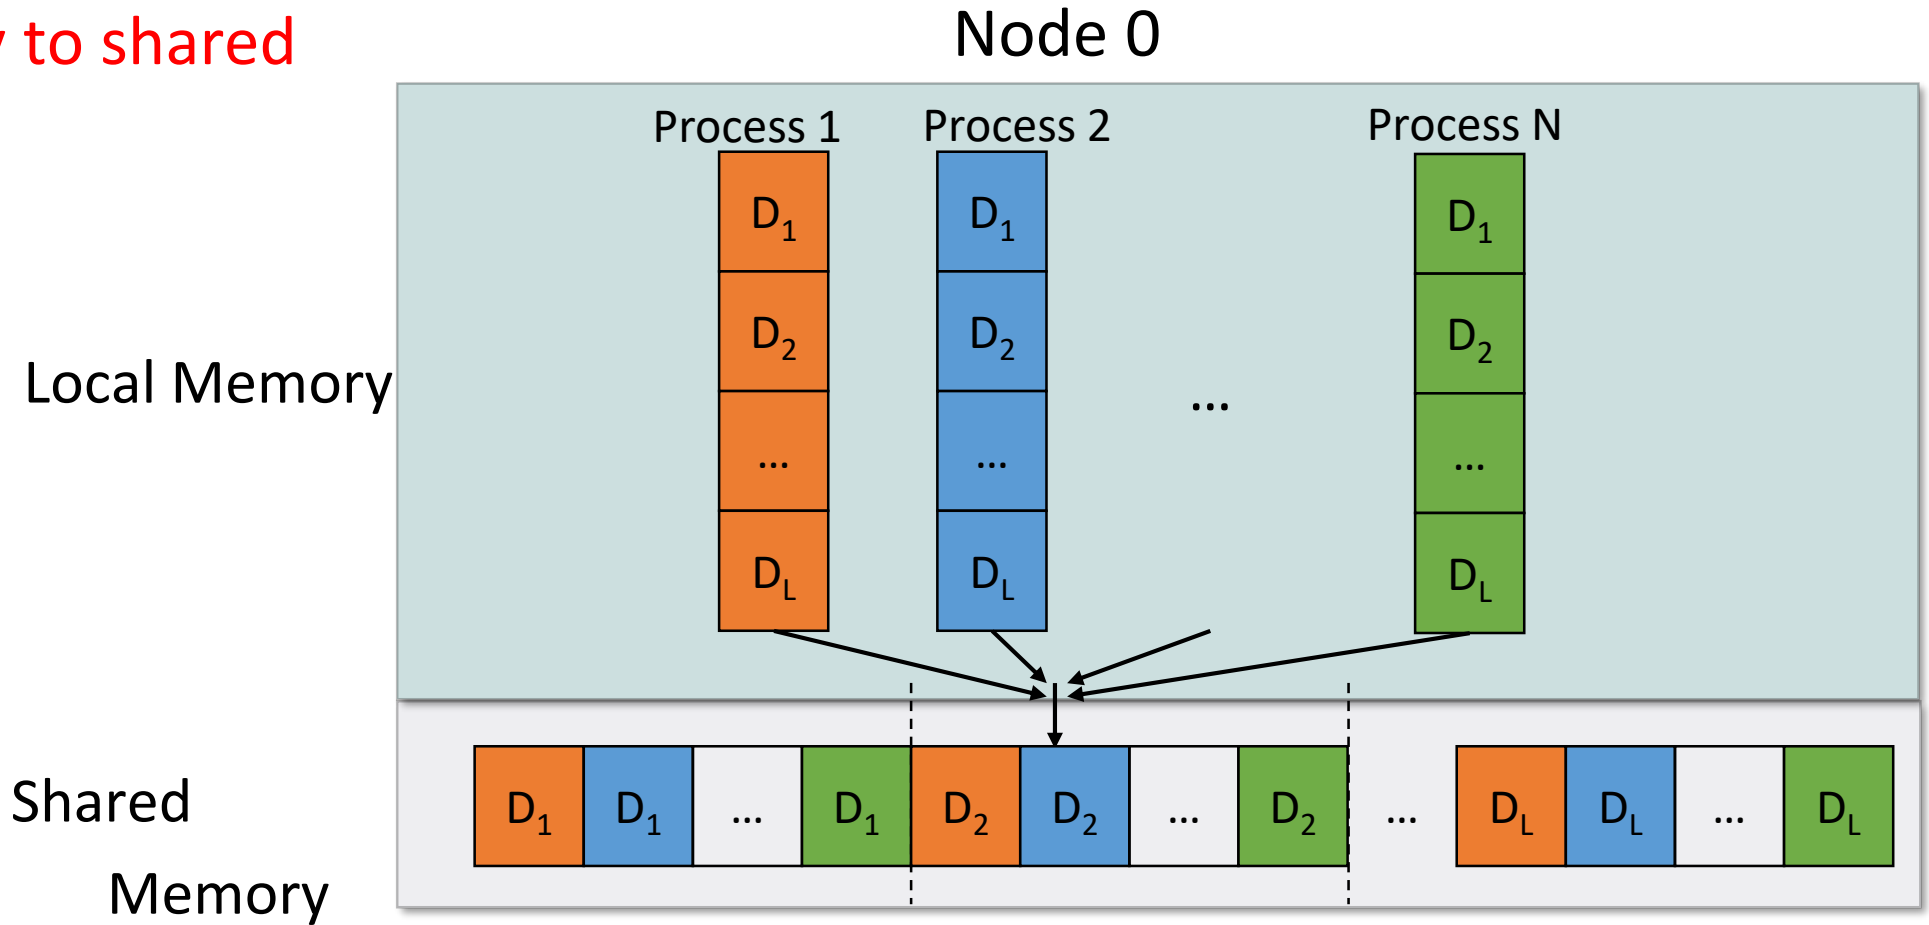 to shared
Node 0
Process 1 Process 2 Process N
D1 D1 D1
D2 D2 D2
Local Memory
...
... ... ...
DL DL DL
Shared
Memory
D1 D1 ... D1 D2 D2 ... D2 ... DL DL ... DL